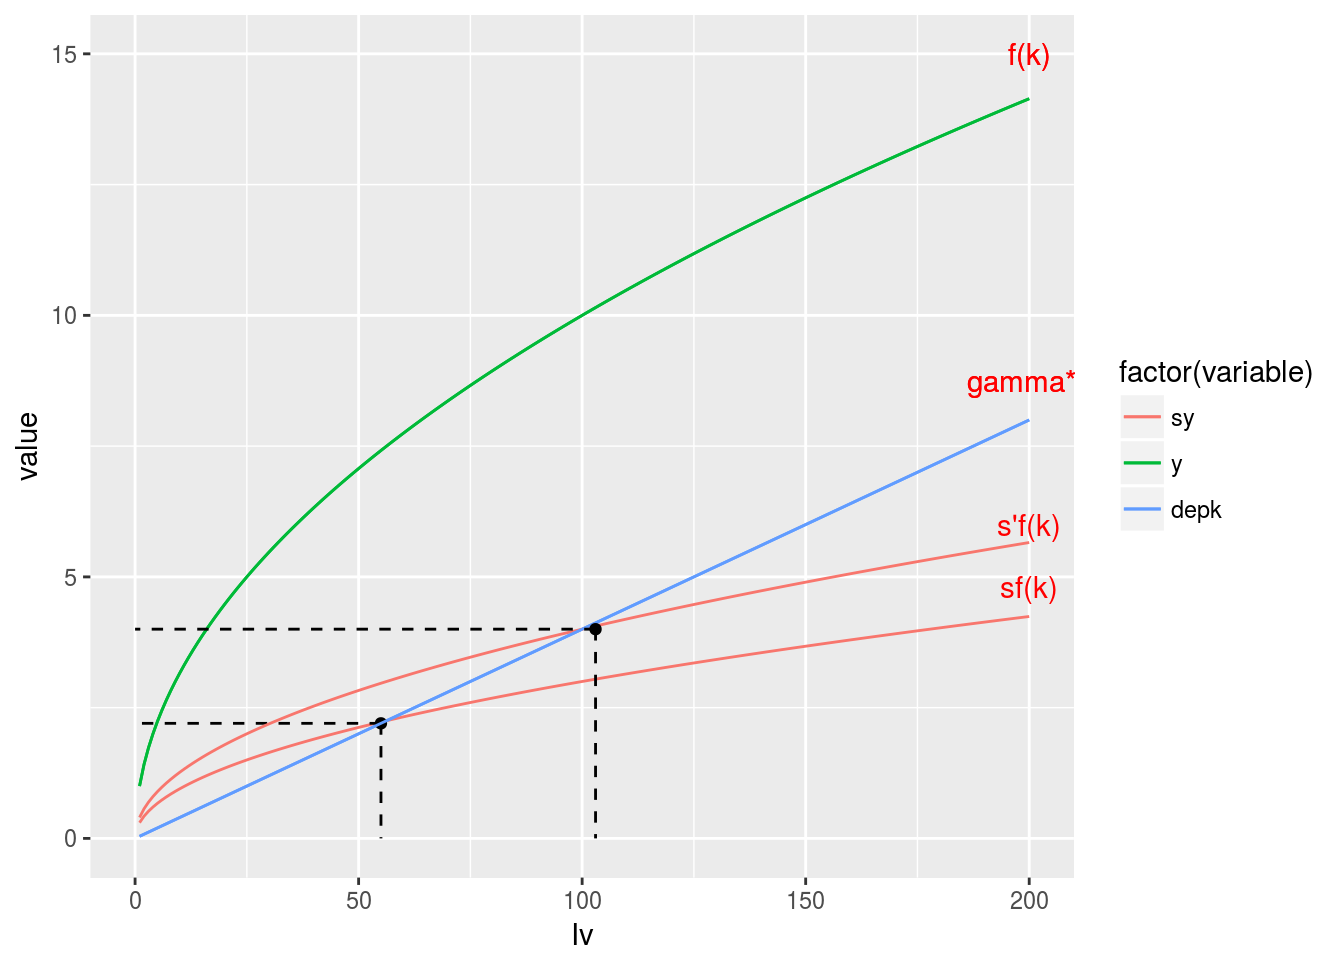 15
10
5
0
value
0
50
100
150
200
lv
f(k)
gamma*
s'f(k)
sf(k)
factor(variable)
sy
y
depk